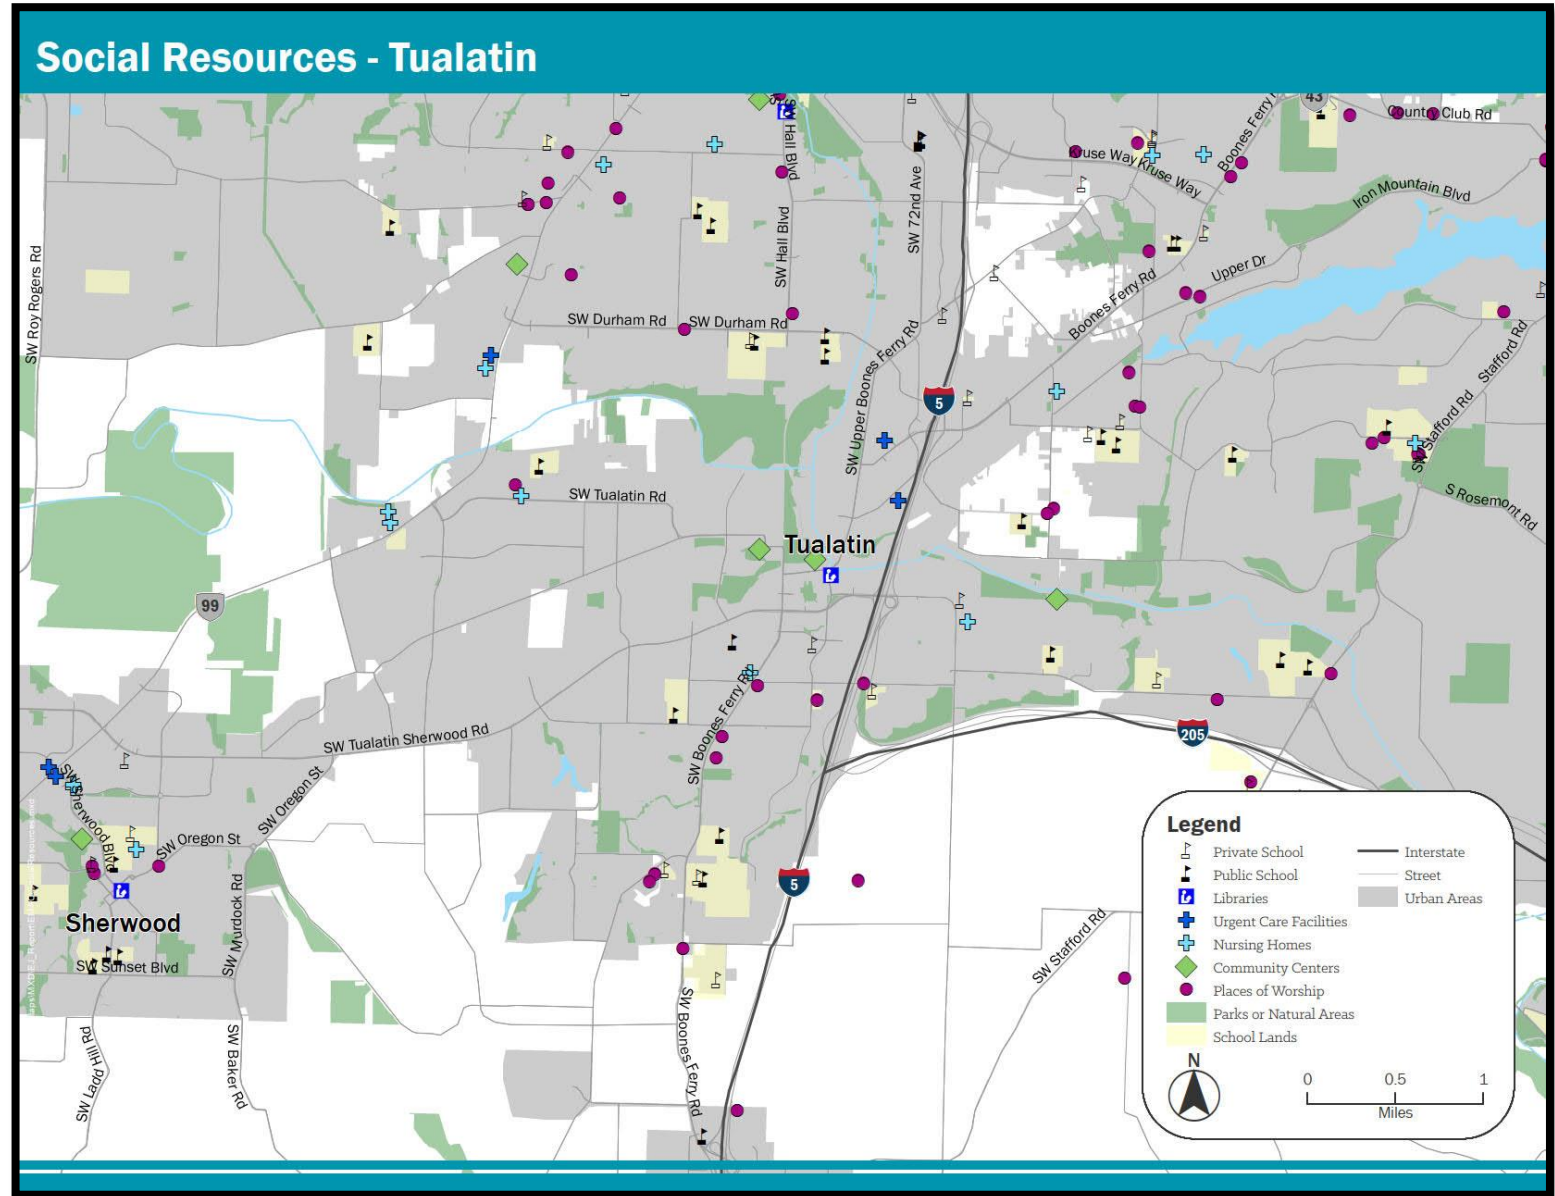 Social Resources - Tualatin
43
Country Club Rd
SW Hall Blvd
Boones Ferry
Kruse Way
Kruse Way
Iron Mountain Blvd
SW 72nd Ave
SW Roy Rogers Rd
SW Hall Blvd
Upper Dr
Boones Ferry Rd
SW Durham Rd
SW Durham Rd
SW Upper Boones Ferry Rd
Stafford Rd
5
SW Stafford Rd
SW Tualatin Rd
S Rosemont Rd
Tualatin
99
SW Boones Ferry Rd
SW Tualatin Sherwood Rd
205
SW Sherwood Blvd
SW Oregon St
SW Oregon St
5
SW Murdock Rd
Sherwood
SW Sunset Blvd
SW Stafford Rd
SW Ladd Hill Rd
SW Baker Rd
SW Boones Ferry Rd
Legend
Private School
Public School
Libraries
Urgent Care Facilities
Nursing Homes
Community Centers
Places of Worship
Parks or Natural Areas
School Lands
Interstate
Street
Urban Areas
N
0 0.5 1
Miles